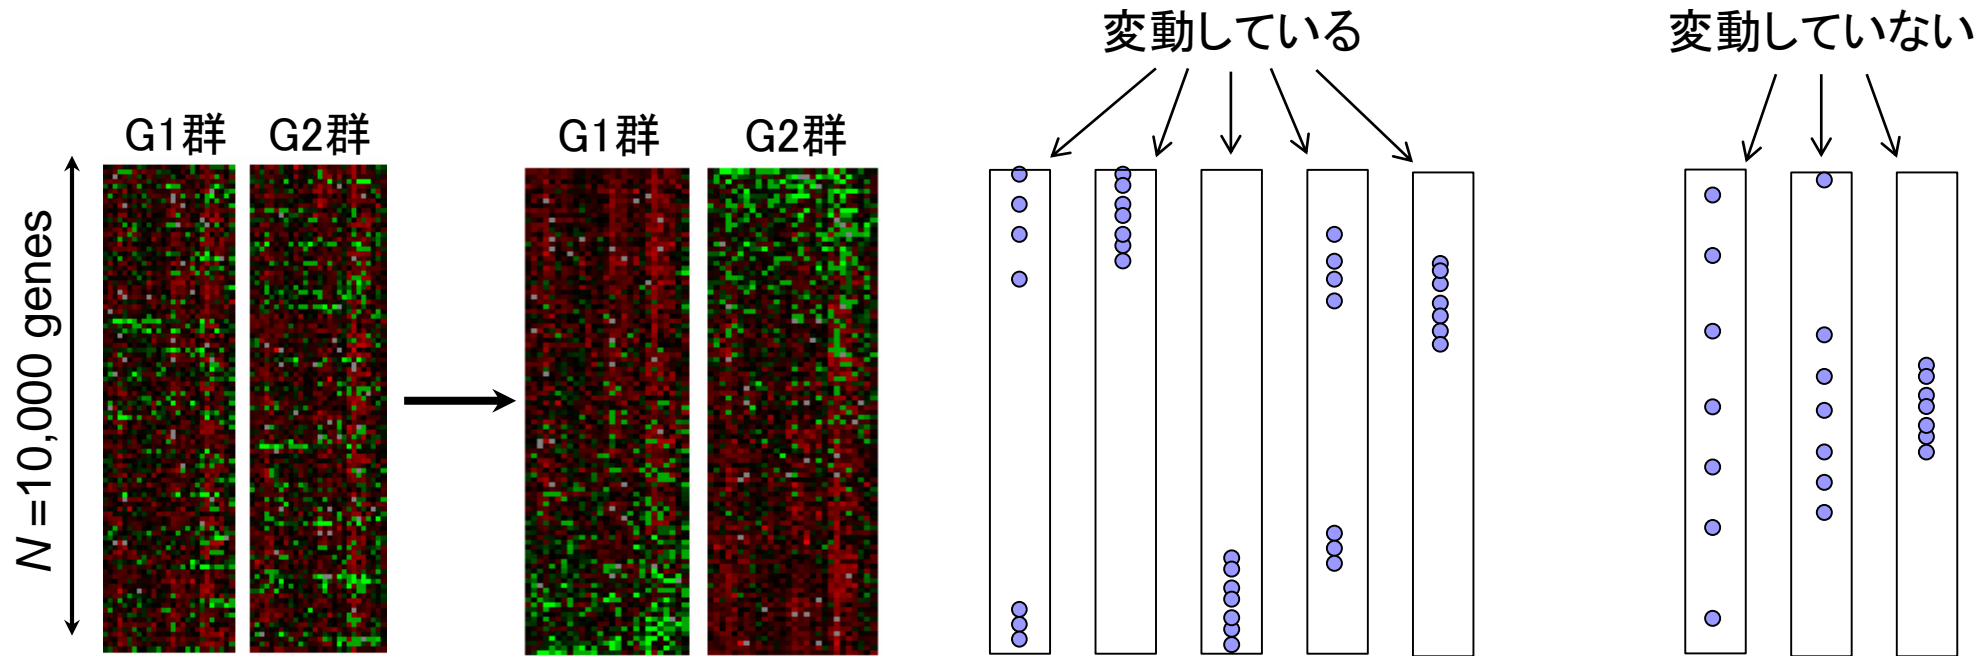 変動している
変動していない
G1群
G2群
G1群
G2群
N =10,000 genes